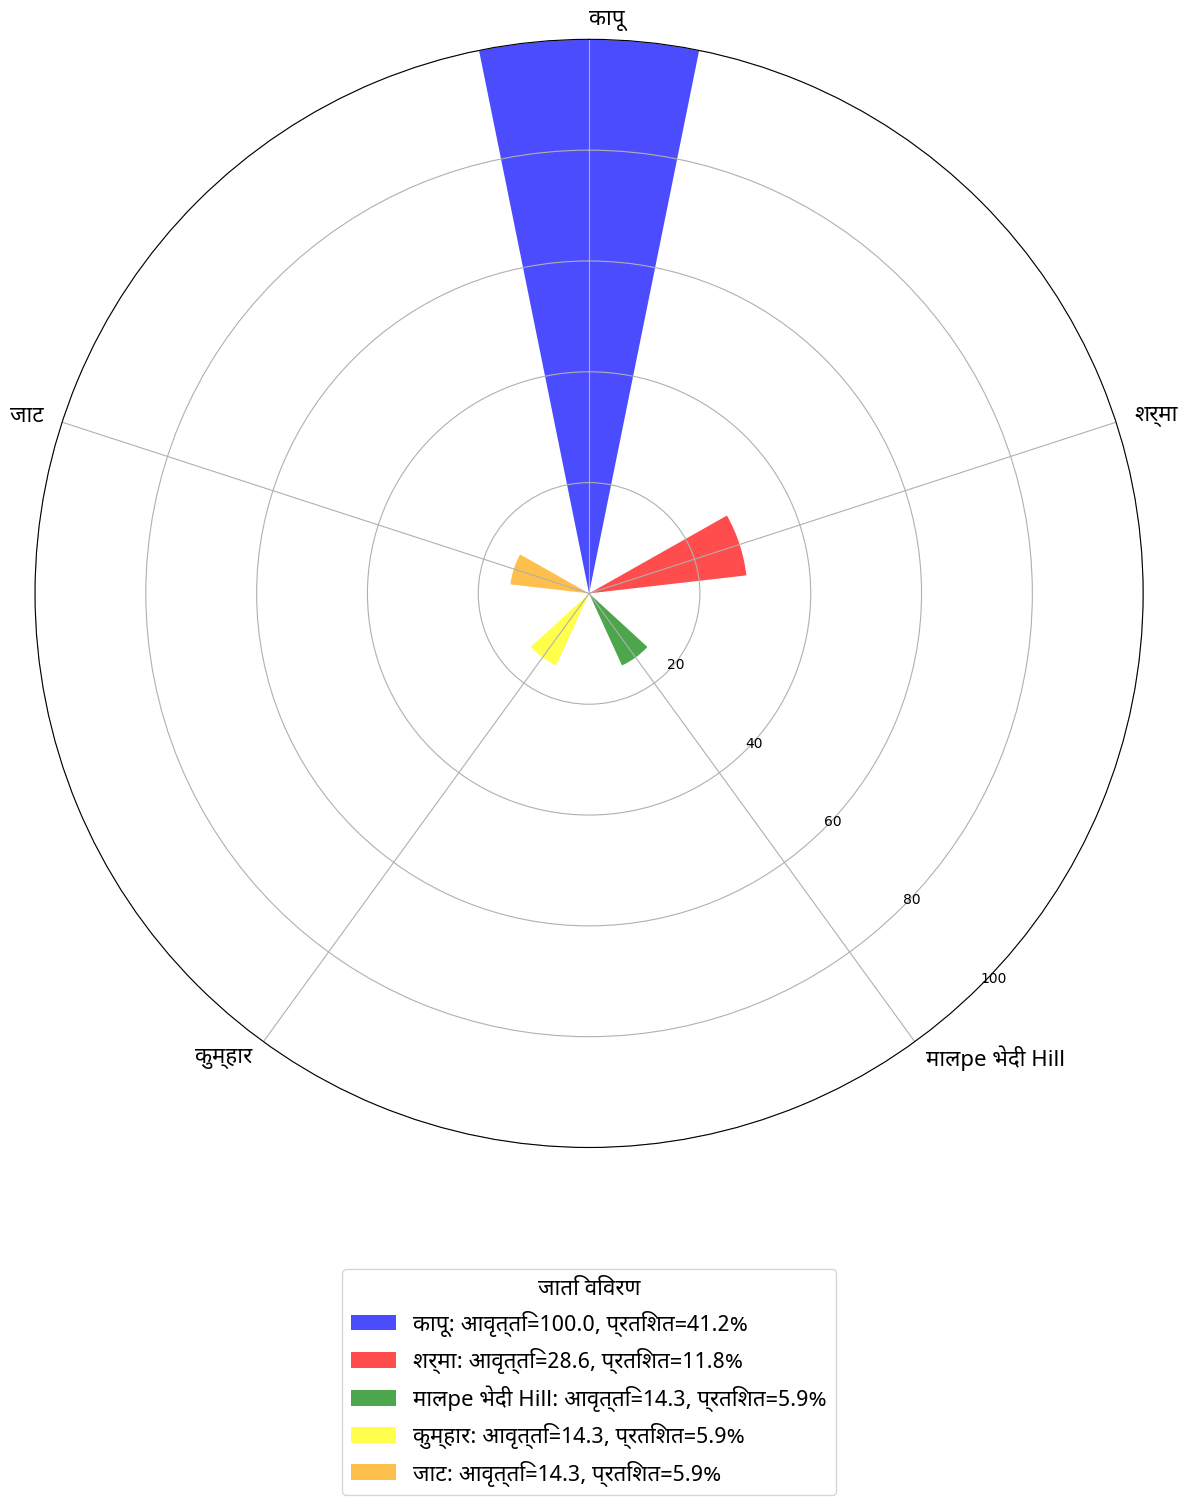 कापू
शर्मा
जाट
20
40
60
80
100
कुम्हार
मालpe भेदी Hill
जाति विवरण
कापू: आवृत्ति=100.0, प्रतिशत=41.2%
शर्मा: आवृत्ति=28.6, प्रतिशत=11.8%
मालpe भेदी Hill: आवृत्ति=14.3, प्रतिशत=5.9%
कुम्हार: आवृत्ति=14.3, प्रतिशत=5.9%
जाट: आवृत्ति=14.3, प्रतिशत=5.9%